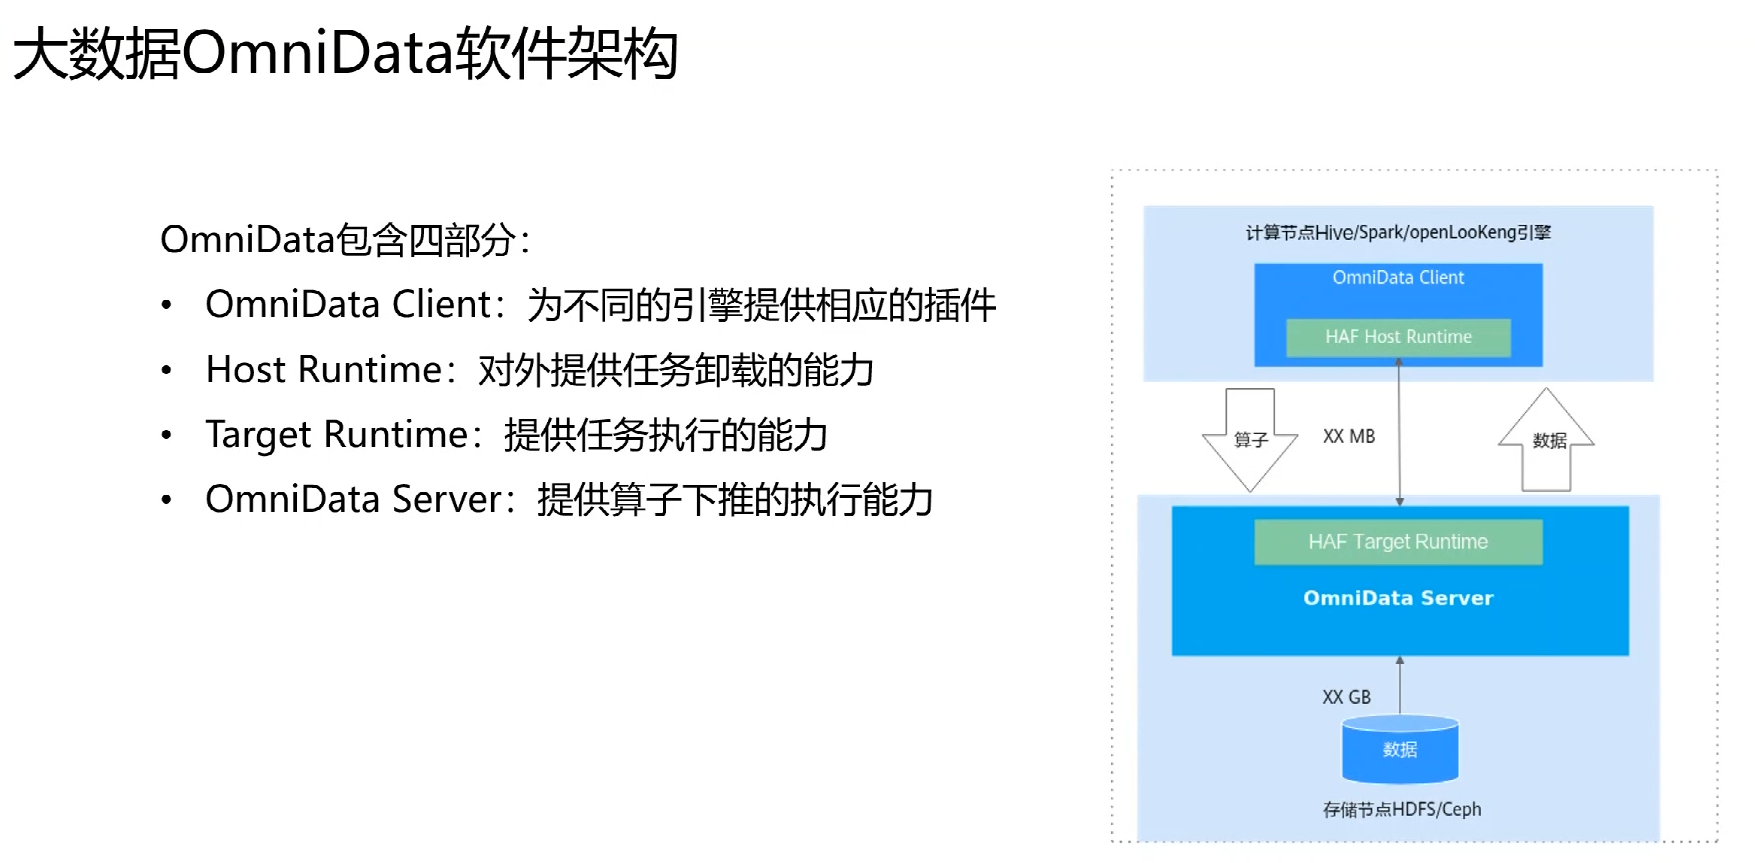 大数据OmniData软件架构
OmniData包含四部分：
• OmniData Client：为不同的引擎提供相应的插件
• Host Runtime：对外提供任务卸载的能力
• Target Runtime：提供任务执行的能力
• OmniData Server：提供算子下推的执行能力
计算节点Hive/Spark/openLooKeng引擎
OmniData Client
HAF Host Runtime
算子
XX MB
数据
HAF Target Runtime
OmniData Server
XX GB
数据
存储节点HDFS/Ceph